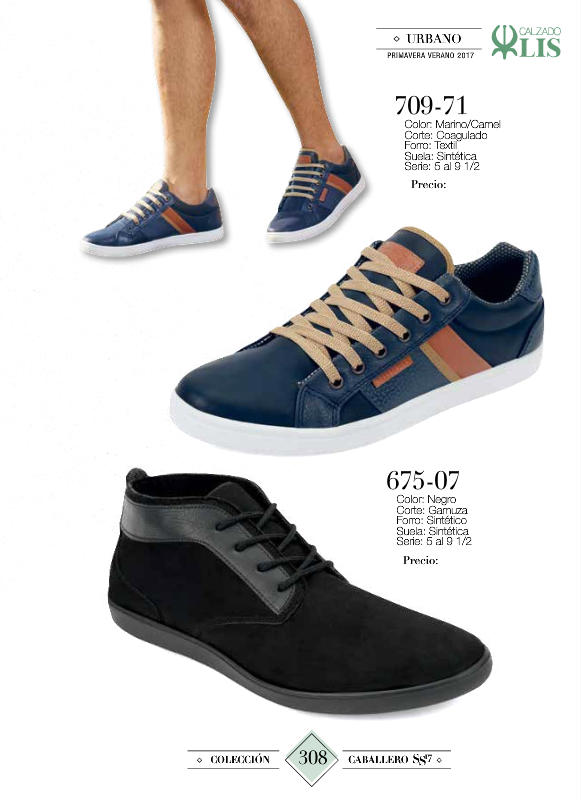 URBANO
PRIMAVERA VERANO 2017
CALZADO
LIS
709-71
Color: Marino/Camel
Corte: Coagulado
Forro: Textil
Suela: Sintética
Serie: 5 al 9 1/2
Precio:
675-07
Color: Negro
Corte: Gamuza
Forro: Sintético
Suela: Sintética
Serie: 5 al 9 1/2
Precio:
COLECCIÓN 308 CABALLERO SS17